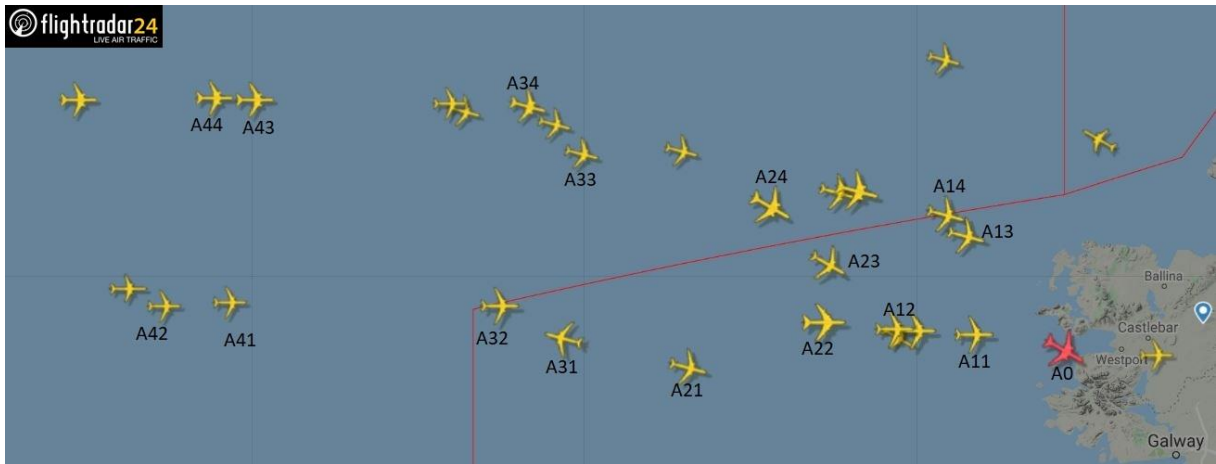 flightradar24
LIVE AIR TRAFFIC
A34
A44
A43
A33
A24
A14
A13
A23
Ballina
A42
A41
A32
A12
A22
Castlebar
A31
A11
Westport
A0
A21
Galway